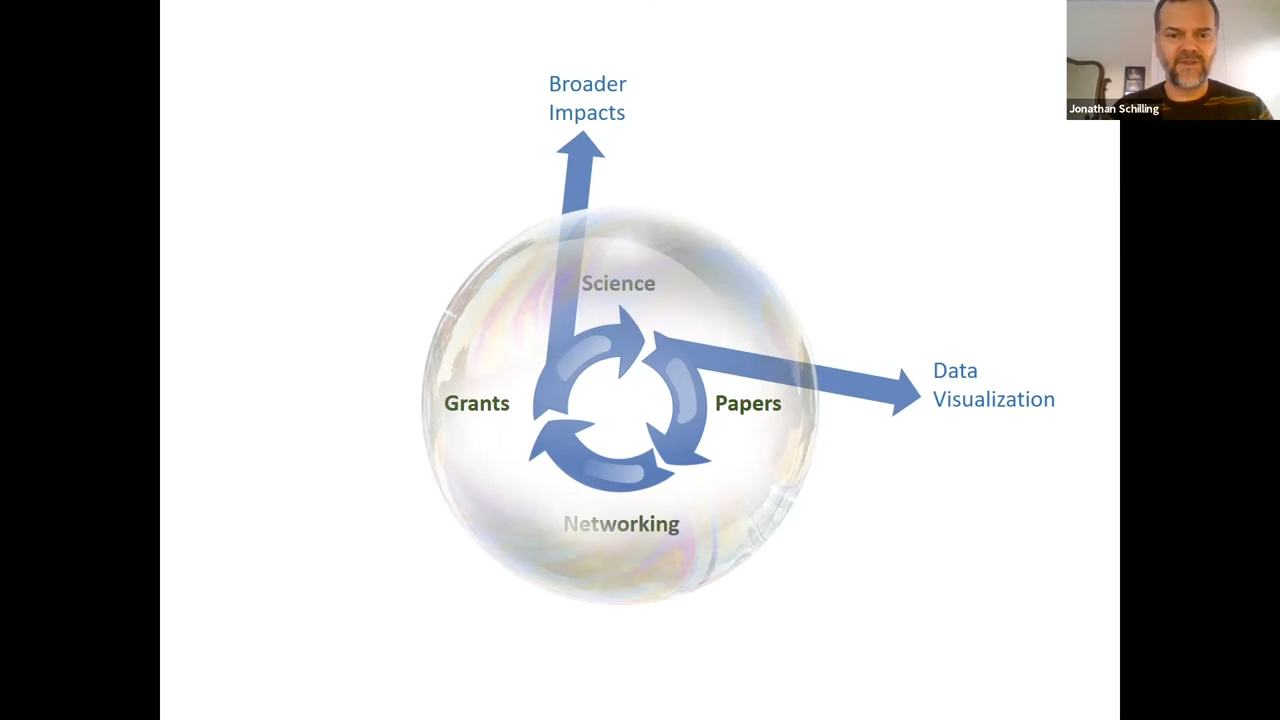 Broader
Impacts
Jonathan Schilling
Science
Data
Visualization
Grants
Papers
Networking